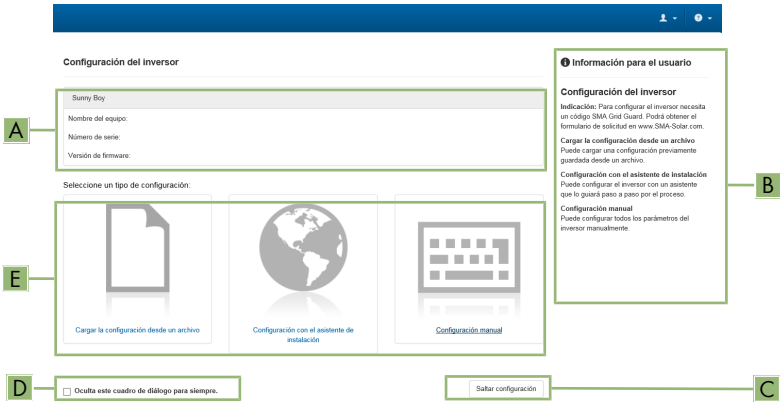 Configuración del inversor
Sunny Boy
Nombre del equipo:
Número de serie:
Versión de firmware:
A
Seleccione un tipo de configuración:
E
Cargar la configuración desde un archivo
Configuración con el asistente de
instalación
Configuración manual
D
Oculta este cuadro de diálogo para siempre.
Saltar configuración
C
Información para el usuario
Configuración del inversor
Indicación: Para configurar el inversor necesita
un código SMA Grid Guard. Podrá obtener el
formulario de solicitud en www.SMA-Solar.com.
Cargar la configuración desde un archivo
Puede cargar una configuración previamente
guardada desde un archivo.
Configuración con el asistente de instalación
Puede configurar el inversor con un asistente
que lo guiará paso a paso por el proceso.
Configuración manual
Puede configurar todos los parámetros del
inversor manualmente.
B